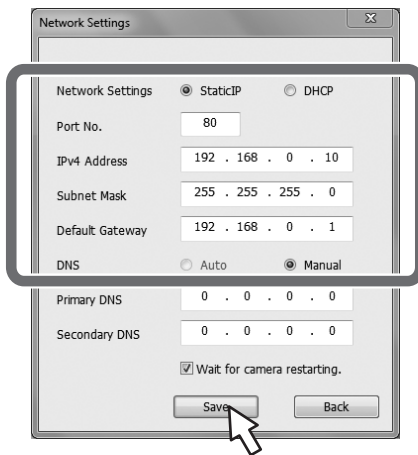 Network Settings
Network Settings StaticIP DHCP
Port No. 80
IPv4 Address 192 . 168 . 0 . 10
Subnet Mask 255 . 255 . 255 . 0
Default Gateway 192 . 168 . 0 . 1
DNS Auto Manual
Primary DNS 0 . 0 . 0 . 0
Secondary DNS 0 . 0 . 0 . 0
Wait for camera restarting.
Save Back